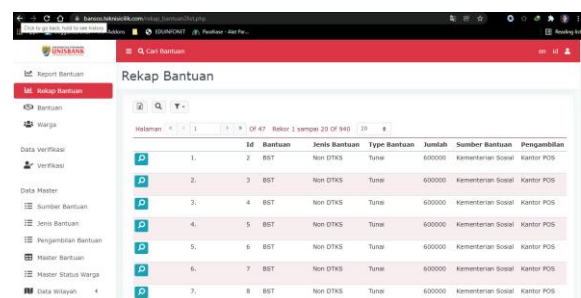 bansos.teknisicilik.com/rekap_bantuan2list.php
Click to go back, hold to see history
Addons
EDUINFONET
Reading list
UNISBANK
Cari Bantuan
en id
Report Bantuan
Rekap Bantuan
Rekap Bantuan
Bantuan
Warga
Data Verifikasi
Verifikasi
Data Master
Sumber Bantuan
Jenis Bantuan
Pengambilan Bantuan
Master Bantuan
Master Status Warga
Data Wilayah
Halaman 1 Of 47 Rekor 1 sampai 20 Of 940 20
Id Bantuan Jenis Bantuan Type Bantuan Jumlah Sumber Bantuan Pengambilan
1. 2 BST Non DTKS Tunai 600000 Kementerian Sosial Kantor POS
2. 3 BST Non DTKS Tunai 600000 Kementerian Sosial Kantor POS
3. 4 BST Non DTKS Tunai 600000 Kementerian Sosial Kantor POS
4. 5 BST Non DTKS Tunai 600000 Kementerian Sosial Kantor POS
5. 6 BST Non DTKS Tunai 600000 Kementerian Sosial Kantor POS
6. 7 BST Non DTKS Tunai 600000 Kementerian Sosial Kantor POS
7. 8 BST Non DTKS Tunai 600000 Kementerian Sosial Kantor POS